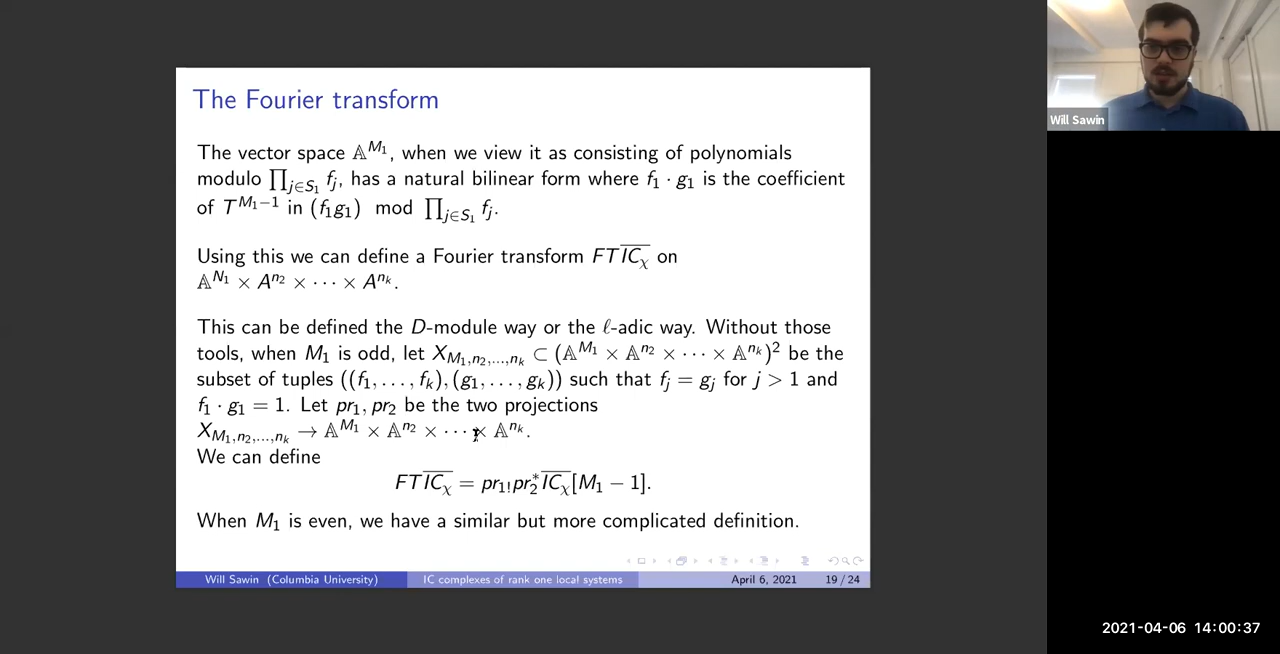 The Fourier transform
The vector space 𝔸^{M_1}, when we view it as consisting of polynomials
modulo ∏_{j∈S_1} f_j, has a natural bilinear form where f_1 · g_1 is the coefficient
of T^{M_1−1} in (f_1g_1) mod ∏_{j∈S_1} f_j.
Using this we can define a Fourier transform FT\overline{IC_χ} on
𝔸^{N_1} × A^{n_2} × ··· × A^{n_k}.
This can be defined the D-module way or the ℓ-adic way. Without those
tools, when M_1 is odd, let X_{M_1,n_2,...,n_k} ⊂ (𝔸^{M_1} × 𝔸^{n_2} × ··· × 𝔸^{n_k})^2 be the
subset of tuples ((f_1, ..., f_k), (g_1, ..., g_k)) such that f_j = g_j for j > 1 and
f_1 · g_1 = 1. Let pr_1, pr_2 be the two projections
X_{M_1,n_2,...,n_k} → 𝔸^{M_1} × 𝔸^{n_2} × ··· × 𝔸^{n_k}.
We can define
FT\overline{IC_χ} = pr_{1!}pr_2^*\overline{IC_χ}[M_1 − 1].
When M_1 is even, we have a similar but more complicated definition.
Will Sawin (Columbia University) IC complexes of rank one local systems April 6, 2021 19 / 24
Will Sawin
2021-04-06 14:00:37